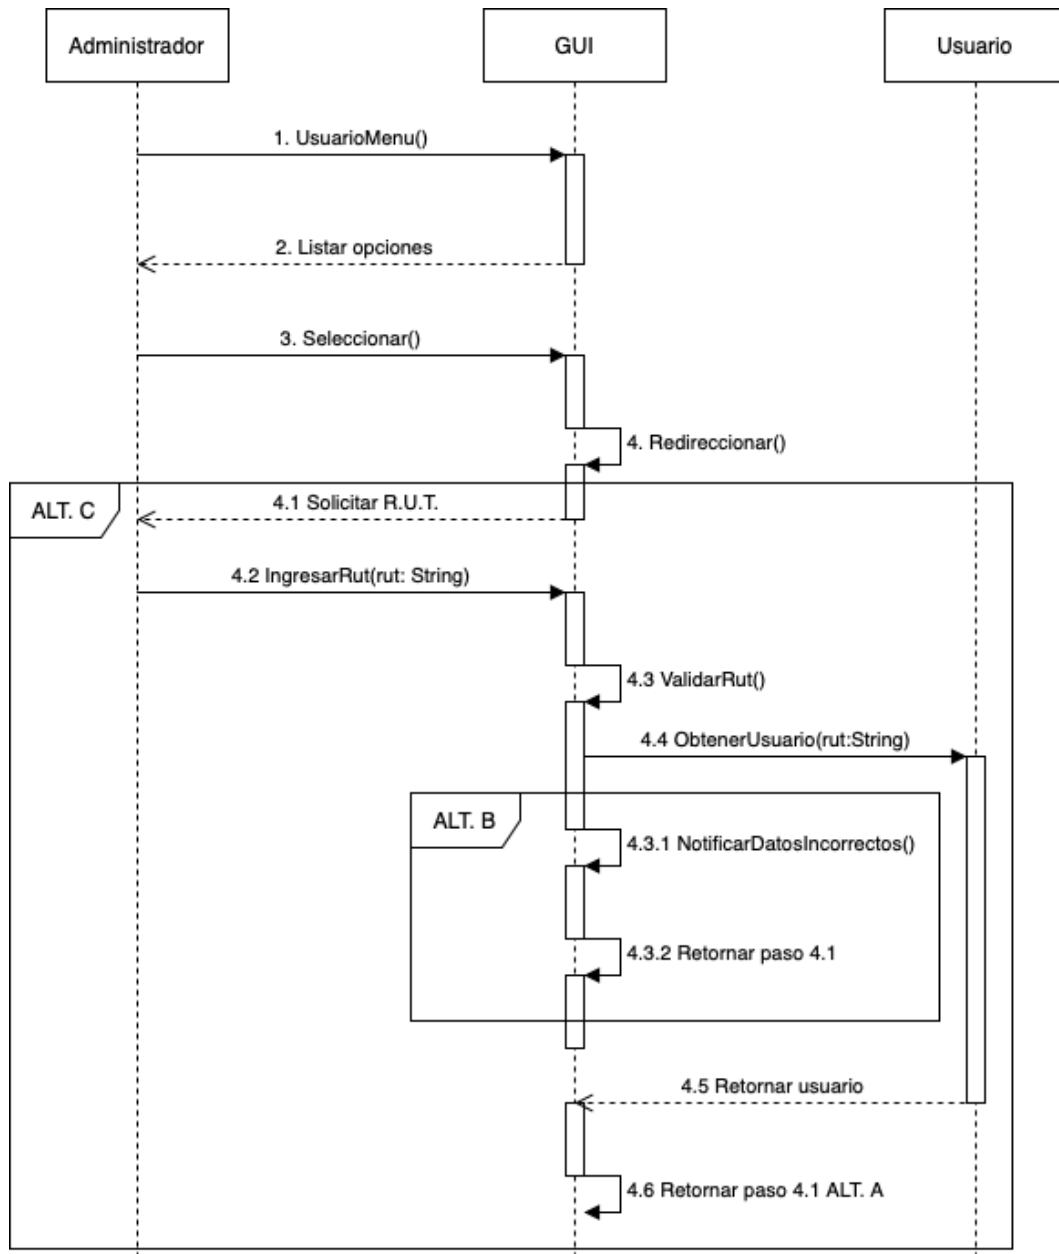 Administrador
GUI
Usuario
1. UsuarioMenu()
2. Listar opciones
3. Seleccionar()
4. Redireccionar()
ALT. C
4.1 Solicitar R.U.T.
4.2 IngresarRut(rut: String)
4.3 ValidarRut()
4.4 ObtenerUsuario(rut:String)
ALT. B
4.3.1 NotificarDatosIncorrectos()
4.3.2 Retornar paso 4.1
4.5 Retornar usuario
4.6 Retornar paso 4.1 ALT. A